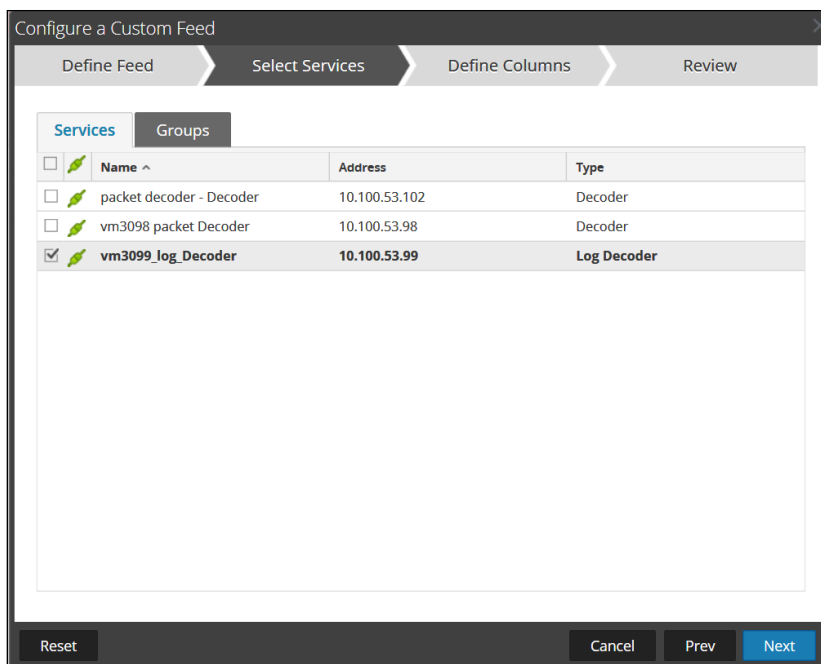 Configure a Custom Feed
Define Feed Select Services Define Columns Review
Services Groups
Name Address Type
packet decoder - Decoder 10.100.53.102 Decoder
vm3098 packet Decoder 10.100.53.98 Decoder
vm3099_log_Decoder 10.100.53.99 Log Decoder
Reset Cancel Prev Next